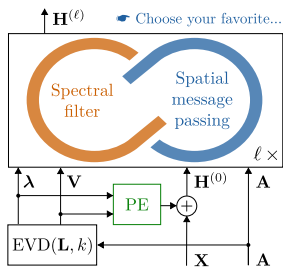 H^(ℓ)
☛ Choose your favorite...
Spectral
filter
Spatial
message
passing
ℓ ×
λ
V
H^(0)
A
PE
+
EVD(L, k)
X
A